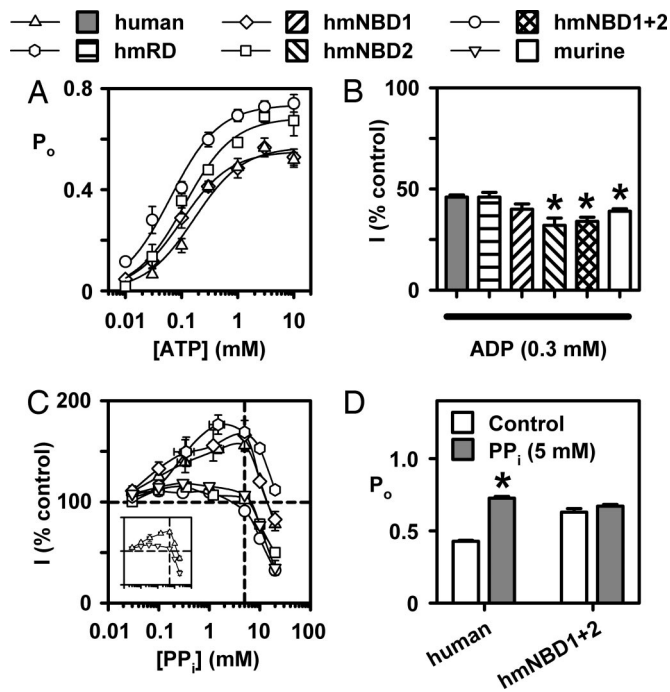 human hmNBD1 hmNBD1+2
hmRD hmNBD2 murine
A
0.8
Po
0.4
0
0.01 0.1 1 10
[ATP] (mM)
B
100
I (% control)
50
0
* * *
ADP (0.3 mM)
C
200
I (% control)
100
0
0.01 0.1 1 10 100
[PPi] (mM)
D
Control
PPi (5 mM)
1.0
Po
*
0.5
0
human hmNBD1+2